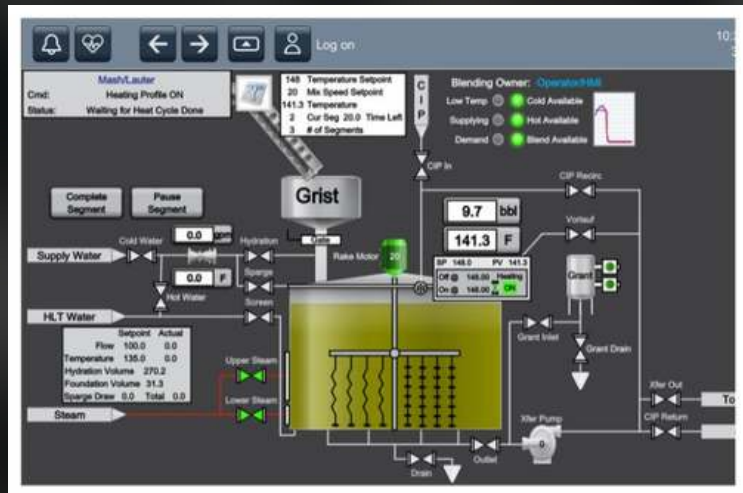 Log on
10:
Mash/Lauter
Cmd: Heating Profile ON
Status: Waiting for Heat Cycle Done
148 Temperature Setpoint
20 Mix Speed Setpoint
141.3 Temperature
2 Cur Seg 20.0 Time Left
3 # of Segments
CIP
Blending Owner: Operator/HMI
Low Temp Cold Available
Supplying Hot Available
Demand Blend Available
CIP In
CIP Recirc
Complete Segment
Pause Segment
Grist
9.7 bbl
141.3 F
Vorlauf
0.0 gpm
Cold Water
Hydration
Gate
Rake Motor 20
Supply Water
SP 148.0 PV 141.3
Off @ 148.00 Heating
On @ 148.00 ON
Grant
0.0 F
Sparge
Hot Water
Screen
HLT Water
Grant Inlet
Grant Drain
Setpoint Actual
Flow 100.0 0.0
Temperature 135.0 0.0
Hydration Volume 270.2
Foundation Volume 31.3
Sparge Draw 0.0 Total 0.0
Upper Steam
Lower Steam
Steam
Xfer Out
To
Xfer Pump
0
CIP Return
Outlet
Drain